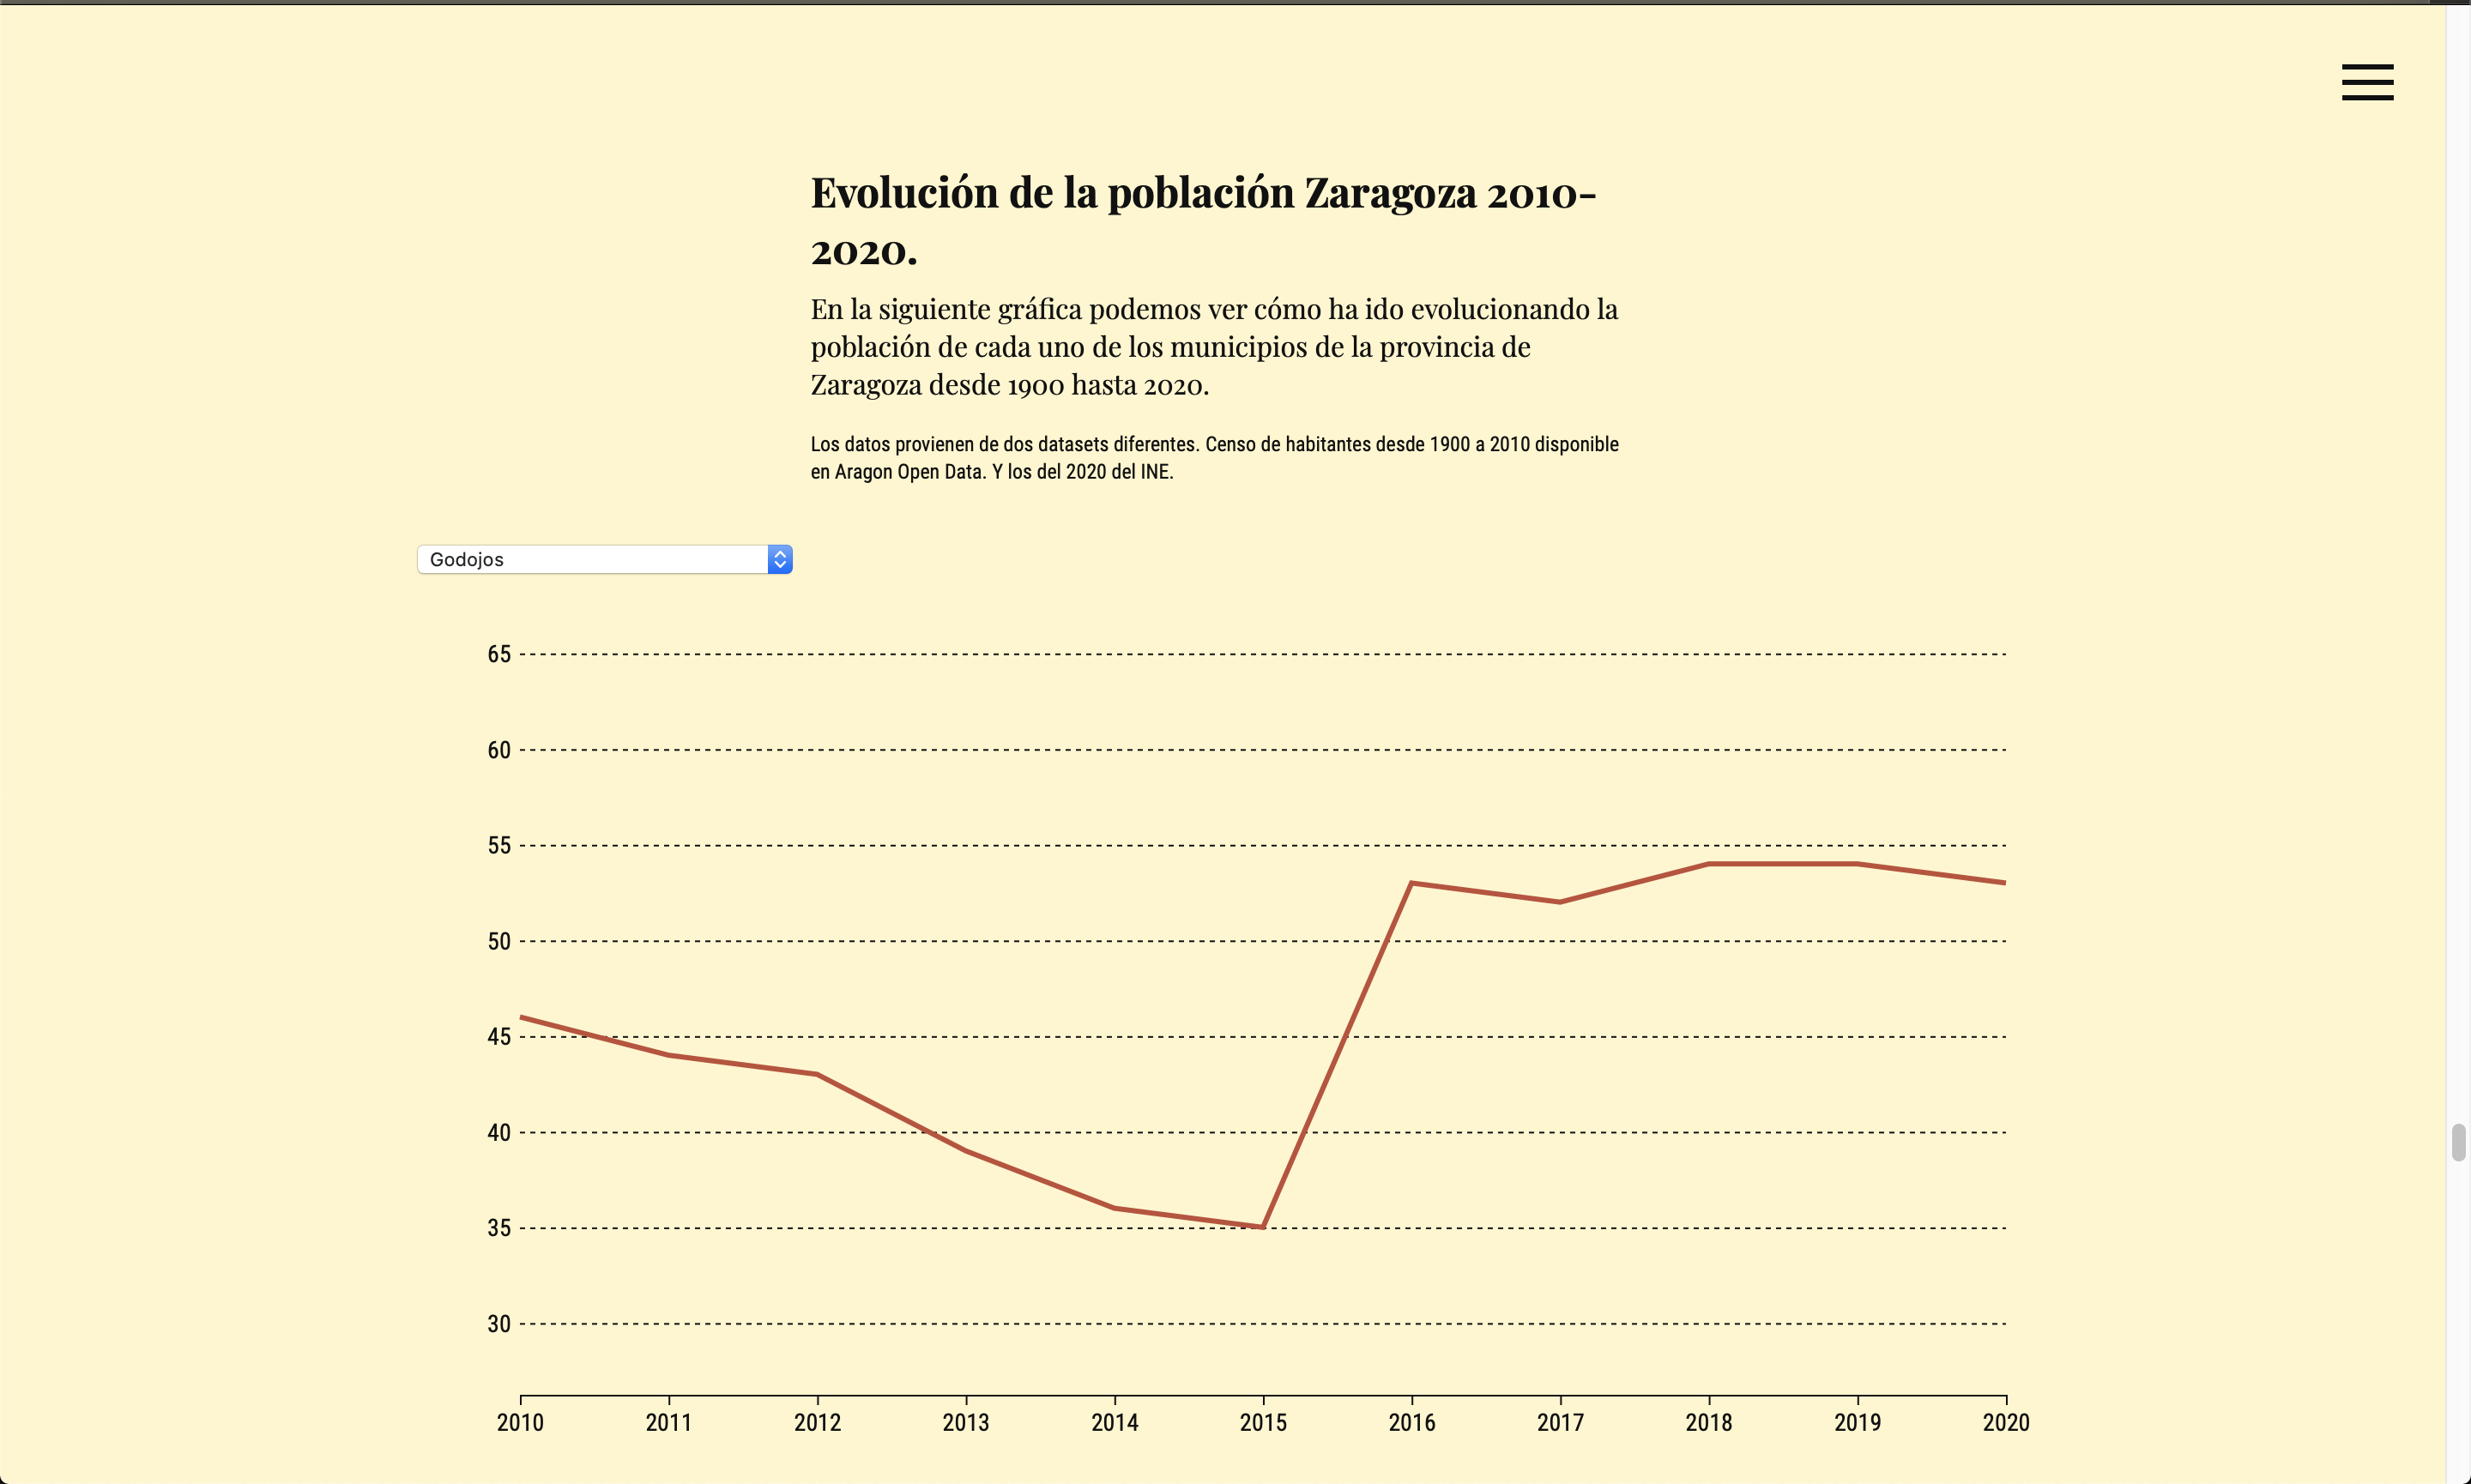 Evolución de la población Zaragoza 2010-
2020.
En la siguiente gráfica podemos ver cómo ha ido evolucionando la
población de cada uno de los municipios de la provincia de
Zaragoza desde 1900 hasta 2020.
Los datos provienen de dos datasets diferentes. Censo de habitantes desde 1900 a 2010 disponible
en Aragon Open Data. Y los del 2020 del INE.
Godojos
65
60
55
50
45
40
35
30
2010 2011 2012 2013 2014 2015 2016 2017 2018 2019 2020